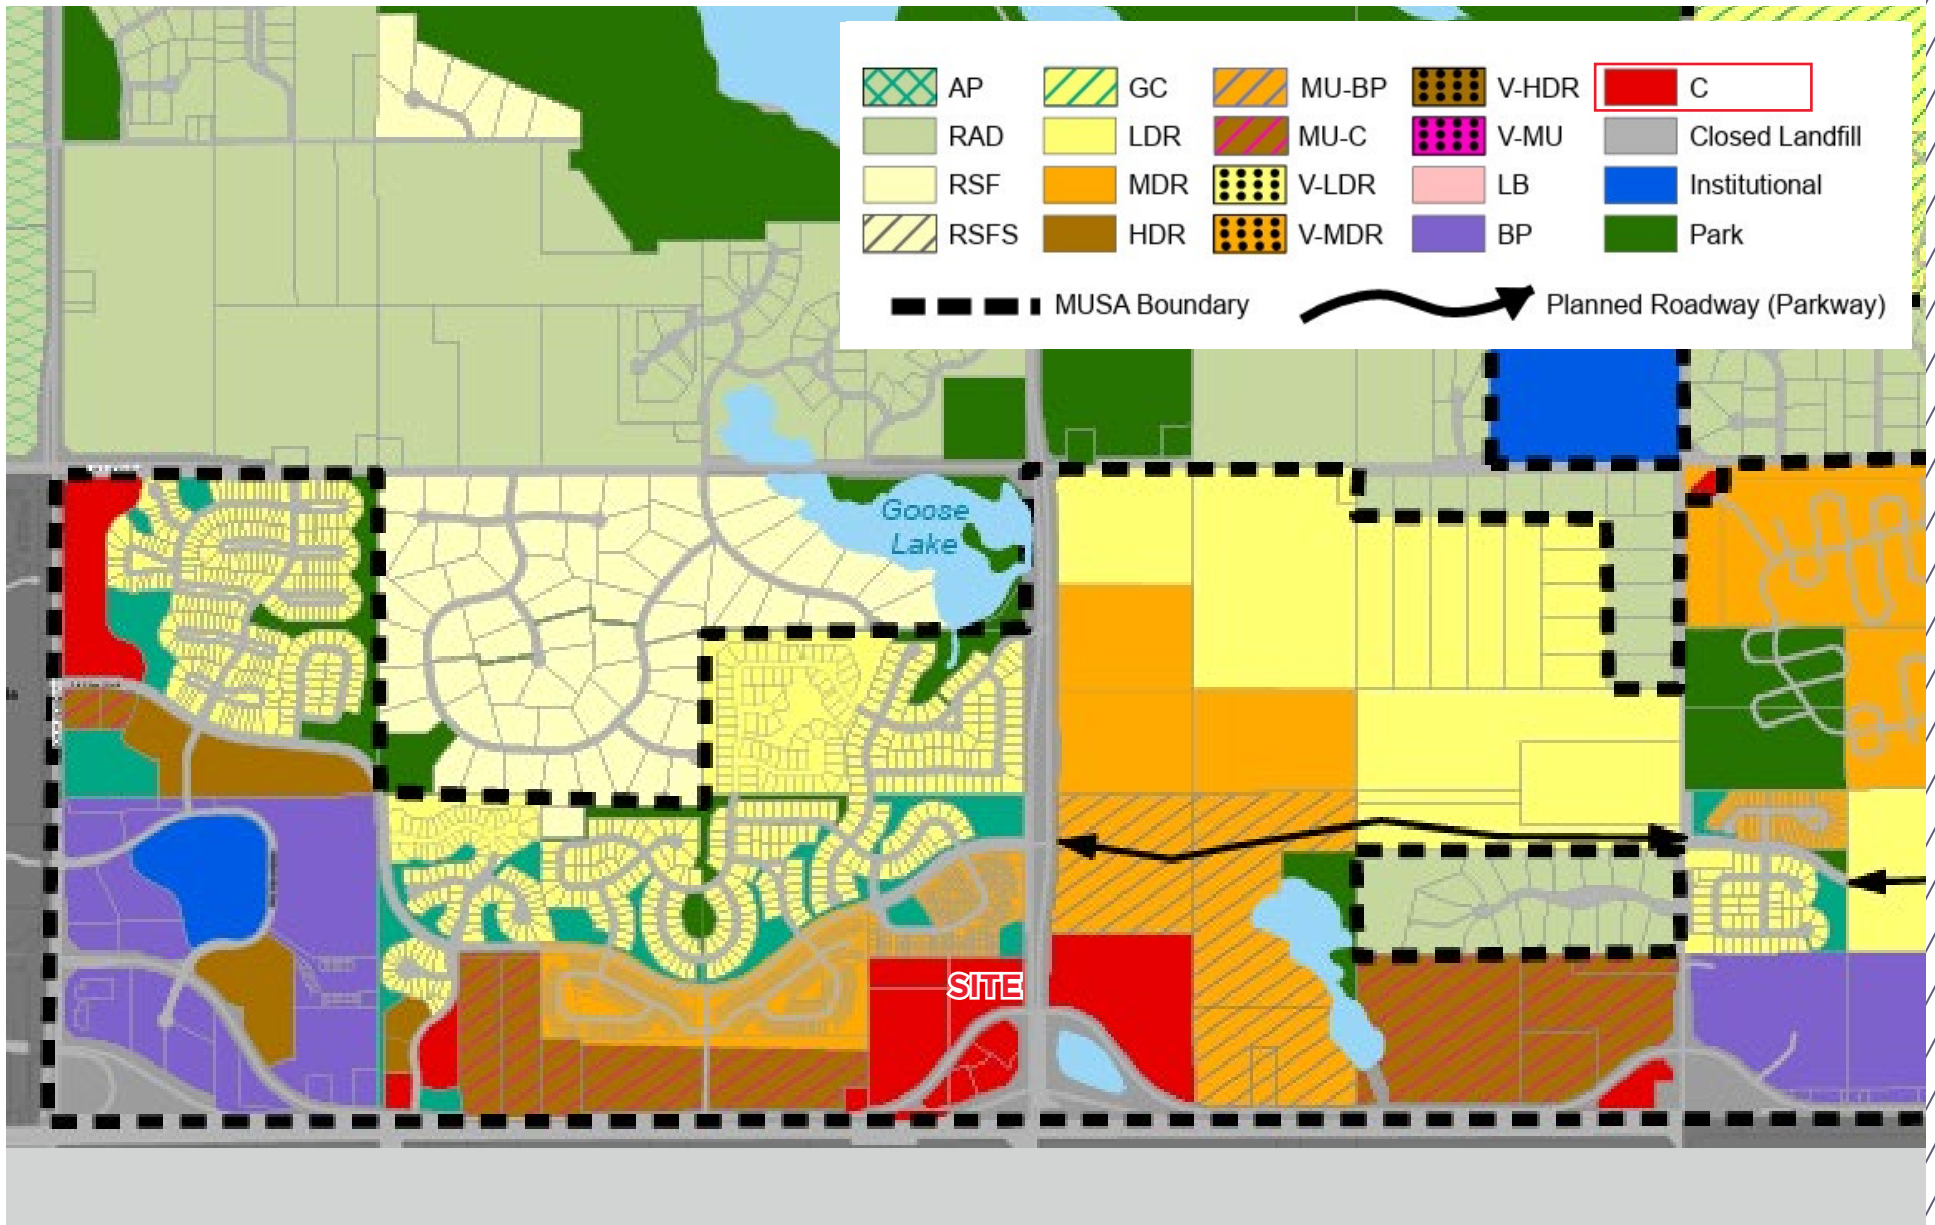 AP GC MU-BP V-HDR C
RAD LDR MU-C V-MU Closed Landfill
RSF MDR V-LDR LB Institutional
RSFS HDR V-MDR BP Park
MUSA Boundary Planned Roadway (Parkway)
Goose
Lake
SITE